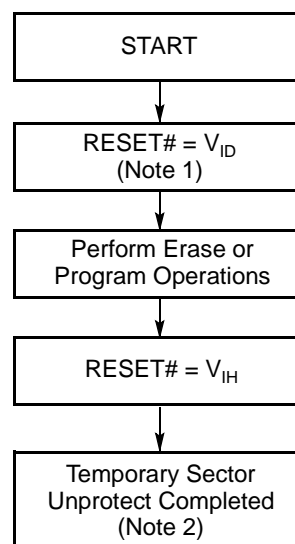 START
RESET# = V_ID
(Note 1)
Perform Erase or
Program Operations
RESET# = V_IH
Temporary Sector
Unprotect Completed
(Note 2)